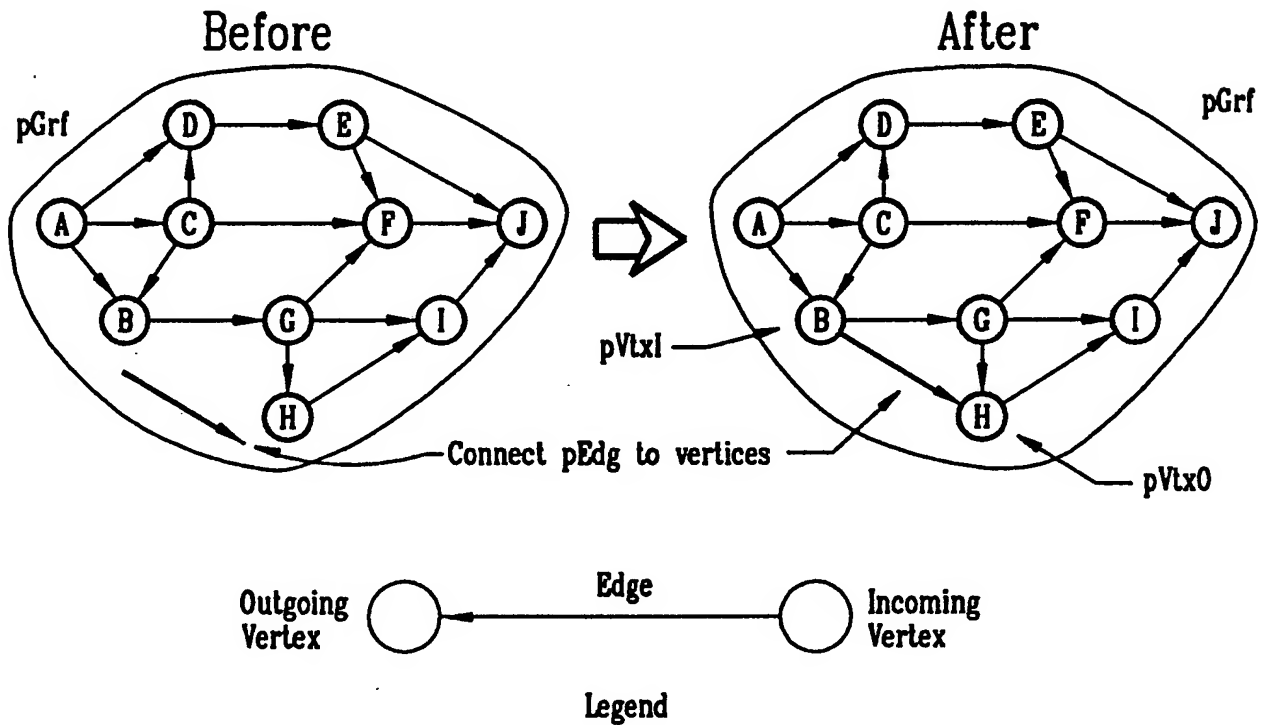 Before
After
pGrf
pGrf
D
E
D
E
A
C
F
J
A
C
F
J
B
G
I
B
G
I
pVtxI
H
H
Connect pEdg to vertices
pVtxO
Edge
Outgoing
Vertex
Incoming
Vertex
Legend